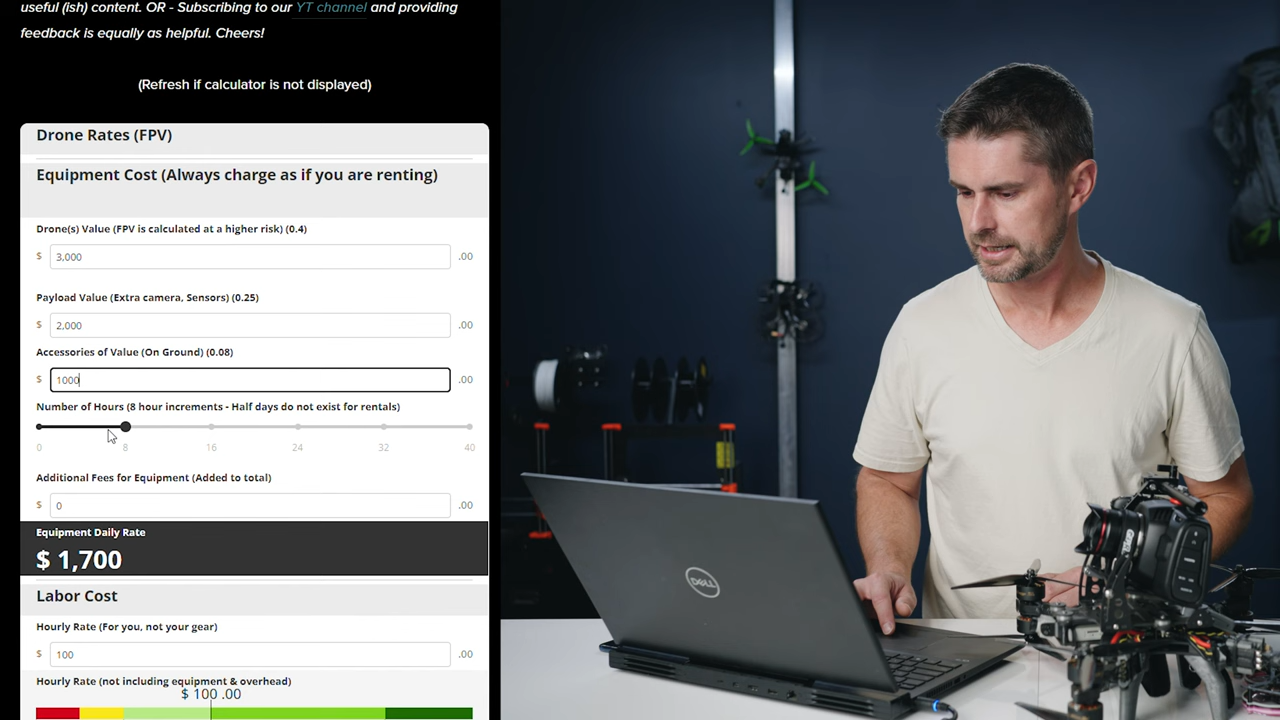 useful (ish) content. OR - Subscribing to our YT channel and providing
feedback is equally as helpful. Cheers!
(Refresh if calculator is not displayed)
Drone Rates (FPV)
Equipment Cost (Always charge as if you are renting)
Drone(s) Value (FPV is calculated at a higher risk) (0.4)
$ 3,000 .00
Payload Value (Extra camera, Sensors) (0.25)
$ 2,000 .00
Accessories of Value (On Ground) (0.08)
$ 1000 .00
Number of Hours (8 hour increments - Half days do not exist for rentals)
0 8 16 24 32 40
Additional Fees for Equipment (Added to total)
$ 0 .00
Equipment Daily Rate
$ 1,700
Labor Cost
Hourly Rate (For you, not your gear)
$ 100 .00
Hourly Rate (not including equipment & overhead)
$ 100 .00
DELL